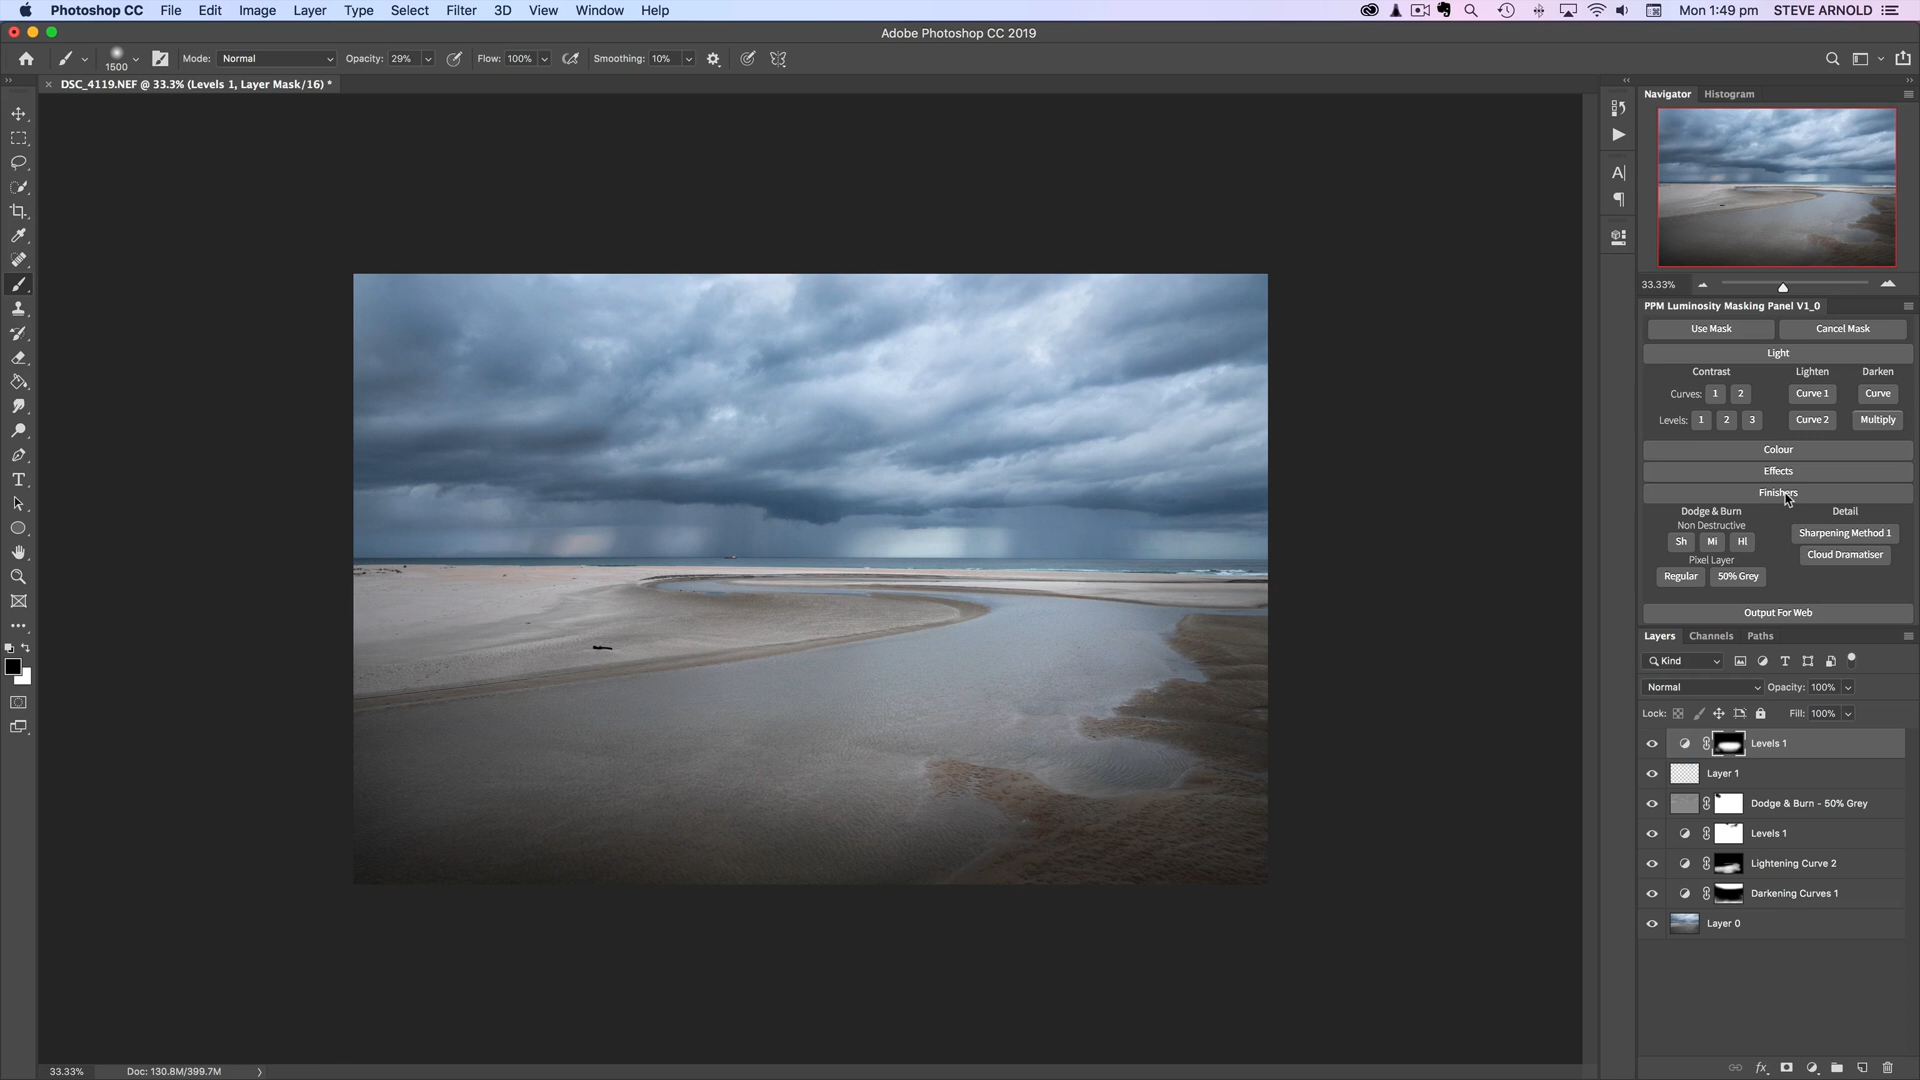 Photoshop CC File Edit Image Layer Type Select Filter 3D View Window Help Mon 1:49 pm STEVE ARNOLD
Adobe Photoshop CC 2019
1500 Mode: Normal Opacity: 29% Flow: 100% Smoothing: 10%
DSC_4119.NEF @ 33.3% (Levels 1, Layer Mask/16) *
Navigator Histogram
33.33%
PPM Luminosity Masking Panel V1_0
Use Mask Cancel Mask
Light
Contrast Lighten Darken
Curves: 1 2 Curve 1 Curve
Levels: 1 2 3 Curve 2 Multiply
Colour
Effects
Finishers
Dodge & Burn Detail
Non Destructive Sharpening Method 1
Sh Mi Hl Cloud Dramatiser
Pixel Layer
Regular 50% Grey
Output For Web
Layers Channels Paths
Kind
Normal Opacity: 100%
Lock: Fill: 100%
Levels 1
Layer 1
Dodge & Burn - 50% Grey
Levels 1
Lightening Curve 2
Darkening Curves 1
Layer 0
33.33% Doc: 130.8M/399.7M